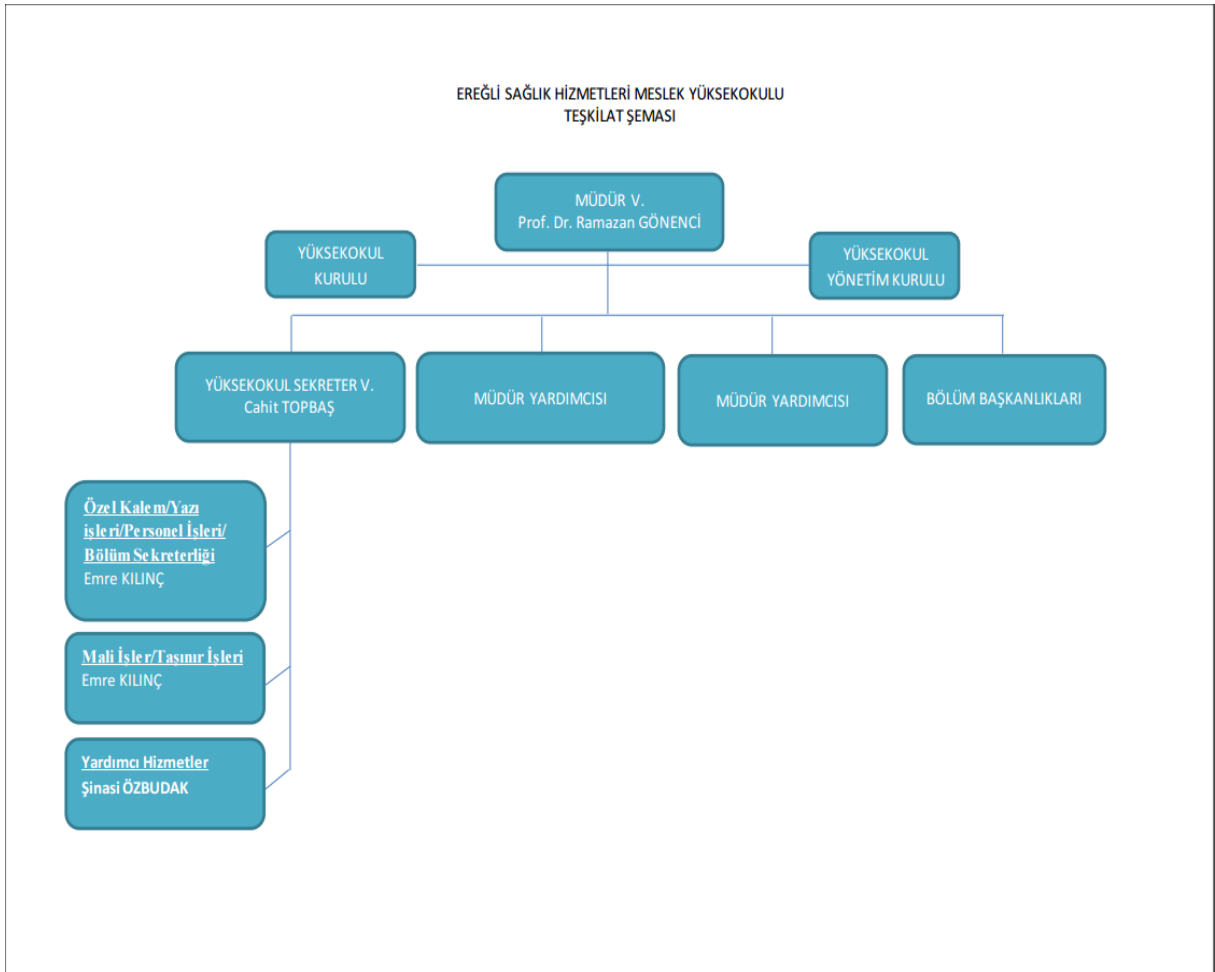 EREĞLİ SAĞLIK HİZMETLERİ MESLEK YÜKSEKOKULU
TEŞKİLAT ŞEMASI
MÜDÜR V.
Prof. Dr. Ramazan GÖNENCİ
YÜKSEKOKUL
KURULU
YÜKSEKOKUL
YÖNETİM KURULU
YÜKSEKOKUL SEKRETER V.
Cahit TOPBAŞ
MÜDÜR YARDIMCISI
MÜDÜR YARDIMCISI
BÖLÜM BAŞKANLIKLARI
Özel Kalem/Yazı
işleri/Personel İşleri/
Bölüm Sekreterliği
Emre KILINÇ
Mali İşler/Taşınır İşleri
Emre KILINÇ
Yardımcı Hizmetler
Şinasi ÖZBUDAK